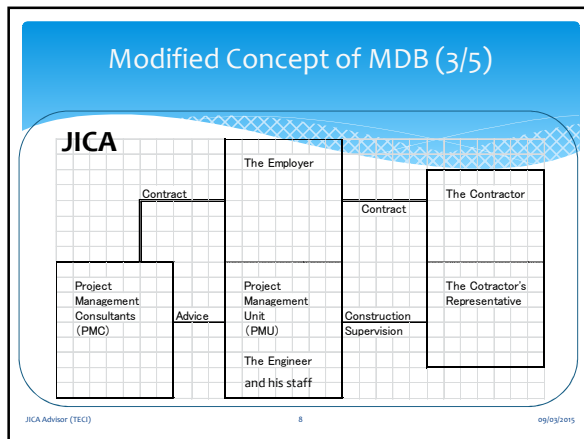 Modified Concept of MDB (3/5)
JICA
The Employer
Contract
The Contractor
Contract
Project
Management
Consultants
(PMC)
Advice
Project
Management
Unit
(PMU)
The Engineer
and his staff
Construction
Supervision
The Cotractor's
Representative
JICA Advisor (TECI)
8
09/03/2015